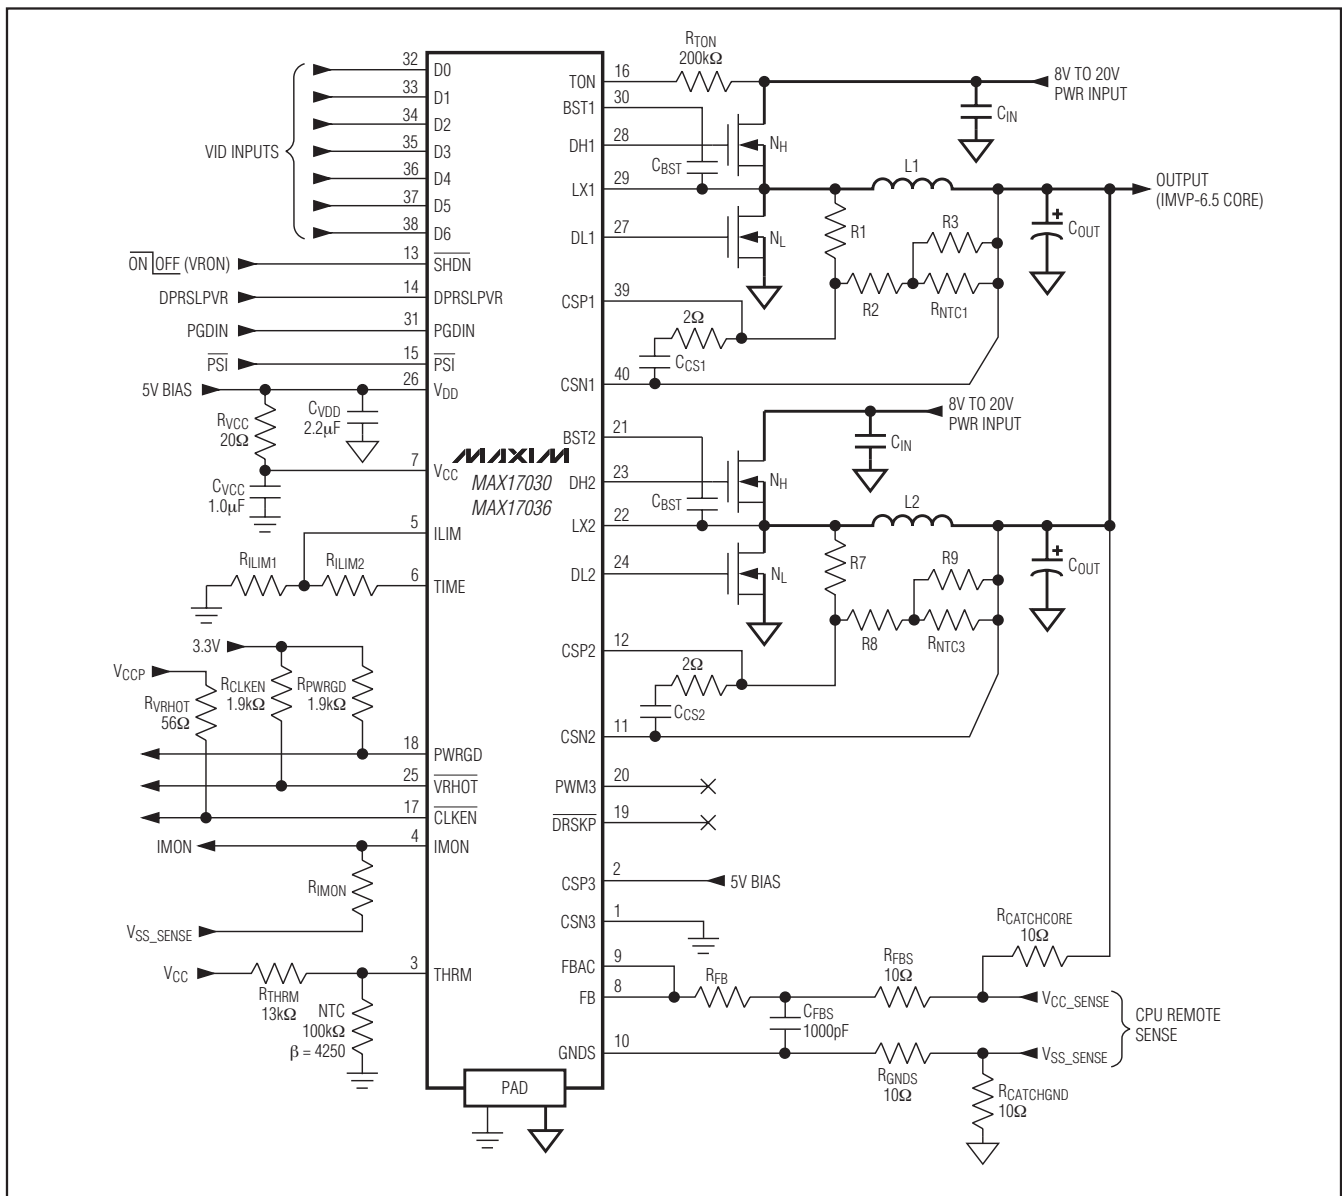 VID INPUTS
32
D0
33
D1
34
D2
35
D3
36
D4
37
D5
38
D6
ON OFF (VRON)
13
SHDN
DPRSLPVR
14
DPRSLPVR
PGDIN
31
PGDIN
PSI
15
PSI
5V BIAS
26
VDD
RVCC
20Ω
CVDD
2.2μF
7
VCC
CVCC
1.0μF
5
ILIM
RILIM1
RILIM2
6
TIME
3.3V
VCCP
RVRHOT
56Ω
RCLKEN
1.9kΩ
RPWRGD
1.9kΩ
18
PWRGD
25
VRHOT
17
CLKEN
IMON
4
IMON
RIMON
VSS_SENSE
VCC
RTHRM
13kΩ
3
THRM
NTC
100kΩ
β = 4250
MAXIM
MAX17030
MAX17036
PAD
TON
16
RTON
200kΩ
8V TO 20V
PWR INPUT
CIN
BST1
30
DH1
28
NH
CBST
LX1
29
L1
OUTPUT
(IMVP-6.5 CORE)
DL1
27
NL
R1
R3
COUT
R2
RNTC1
CSP1
39
2Ω
CCS1
CSN1
40
8V TO 20V
PWR INPUT
CIN
BST2
21
DH2
23
NH
CBST
LX2
22
L2
DL2
24
NL
R7
R9
COUT
R8
RNTC3
CSP2
12
2Ω
CCS2
CSN2
11
PWM3
20
DRSKP
19
CSP3
2
5V BIAS
CSN3
1
RCATCHCORE
10Ω
FBAC
9
FB
8
RFB
RFBS
10Ω
VCC_SENSE
CFBS
1000pF
CPU REMOTE
SENSE
GNDS
10
RGNDS
10Ω
VSS_SENSE
RCATCHGND
10Ω